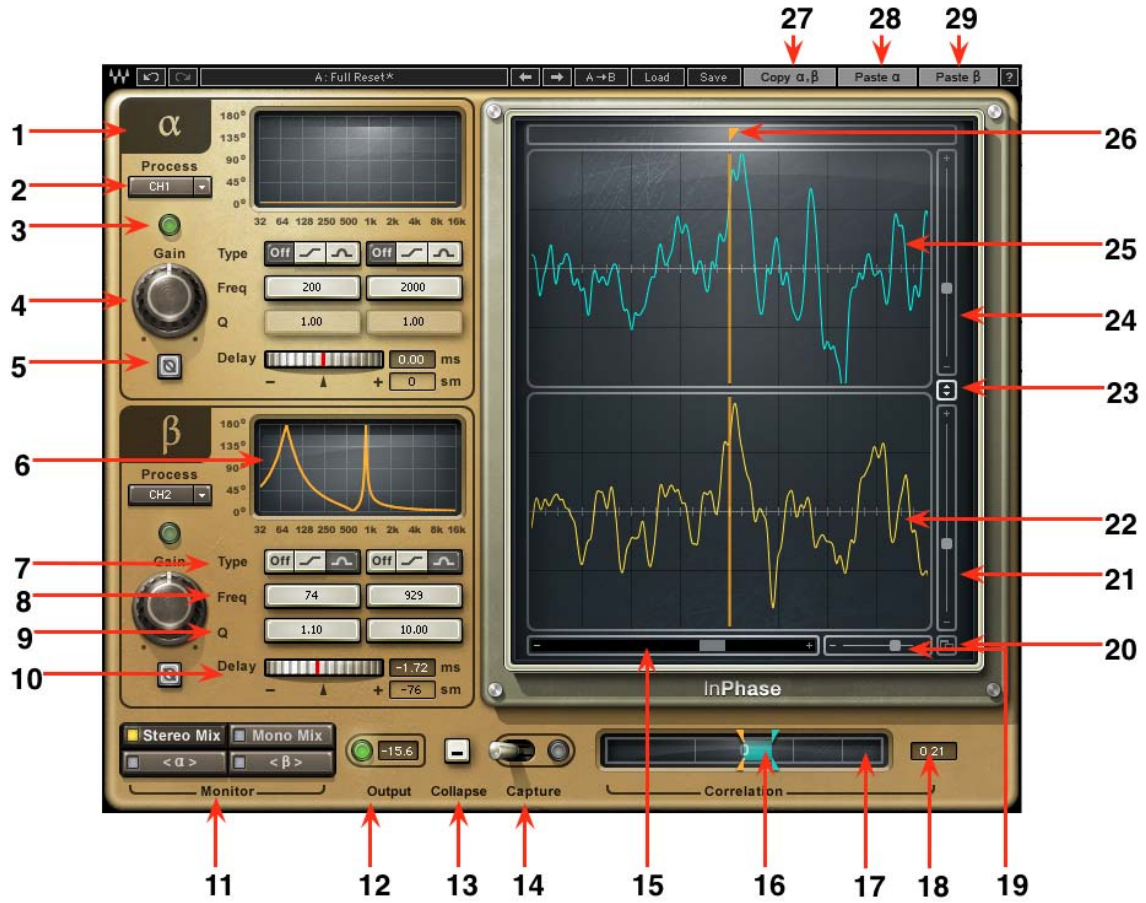 27 28 29
A: Full Reset* A→B Load Save Copy α,β Paste α Paste β ?
1 α 180°
135°
Process 90°
2 CH1 45°
0°
32 64 128 250 500 1k 2k 4k 8k 16k
3
Gain Type Off Off
4 Freq 200 2000
Q 1.00 1.00
5 Delay 0.00 ms
- + 0 sm
β 180°
135°
6 90°
Process 45°
CH2 0°
32 64 128 250 500 1k 2k 4k 8k 16k
7 Gain Type Off Off
8 Freq 74 929
9 Q 1.10 10.00
10 Delay -1.72 ms
- + -76 sm
26
+
25
24
-
23
+
22
21
-
- + -
20
InPhase
Stereo Mix Mono Mix
<α> <β>
-15.6
0 21
Monitor Output Collapse Capture Correlation
11 12 13 14 15 16 17 18 19